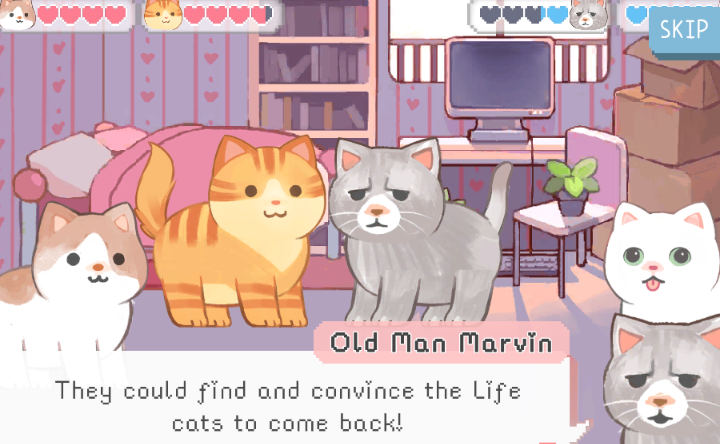 SKIP
Old Man Marvin
They could find and convince the Life
cats to come back!